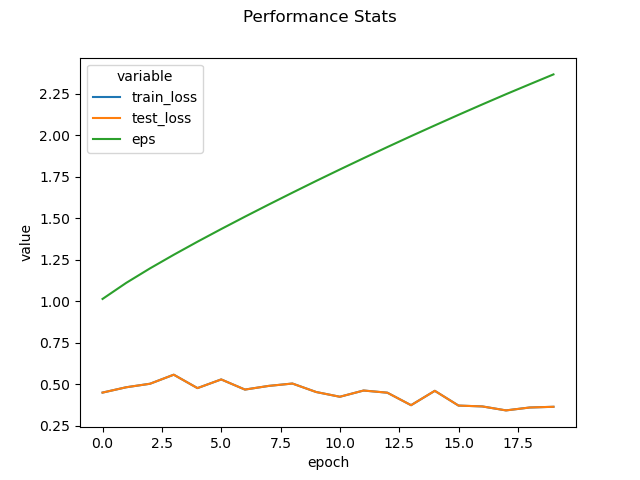 Performance Stats
variable
train_loss
test_loss
eps
value
2.25
2.00
1.75
1.50
1.25
1.00
0.75
0.50
0.25
0.0 2.5 5.0 7.5 10.0 12.5 15.0 17.5
epoch